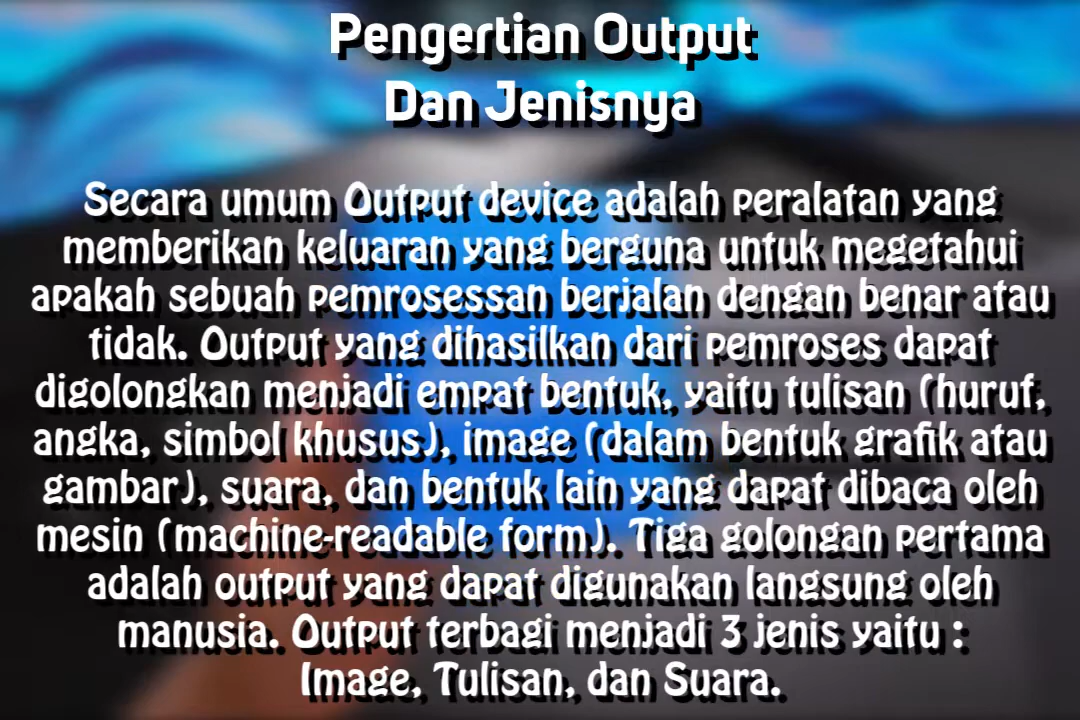 Pengertian Output
Dan Jenisnya
Secara umum Output device adalah peralatan yang
memberikan keluaran yang berguna untuk megetahui
apakah sebuah pemrosessan berjalan dengan benar atau
tidak. Output yang dihasilkan dari pemroses dapat
digolongkan menjadi empat bentuk, yaitu tulisan (huruf,
angka, simbol khusus), image (dalam bentuk grafik atau
gambar), suara, dan bentuk lain yang dapat dibaca oleh
mesin (machine-readable form). Tiga golongan pertama
adalah output yang dapat digunakan langsung oleh
manusia. Output terbagi menjadi 3 jenis yaitu :
Image, Tulisan, dan Suara.